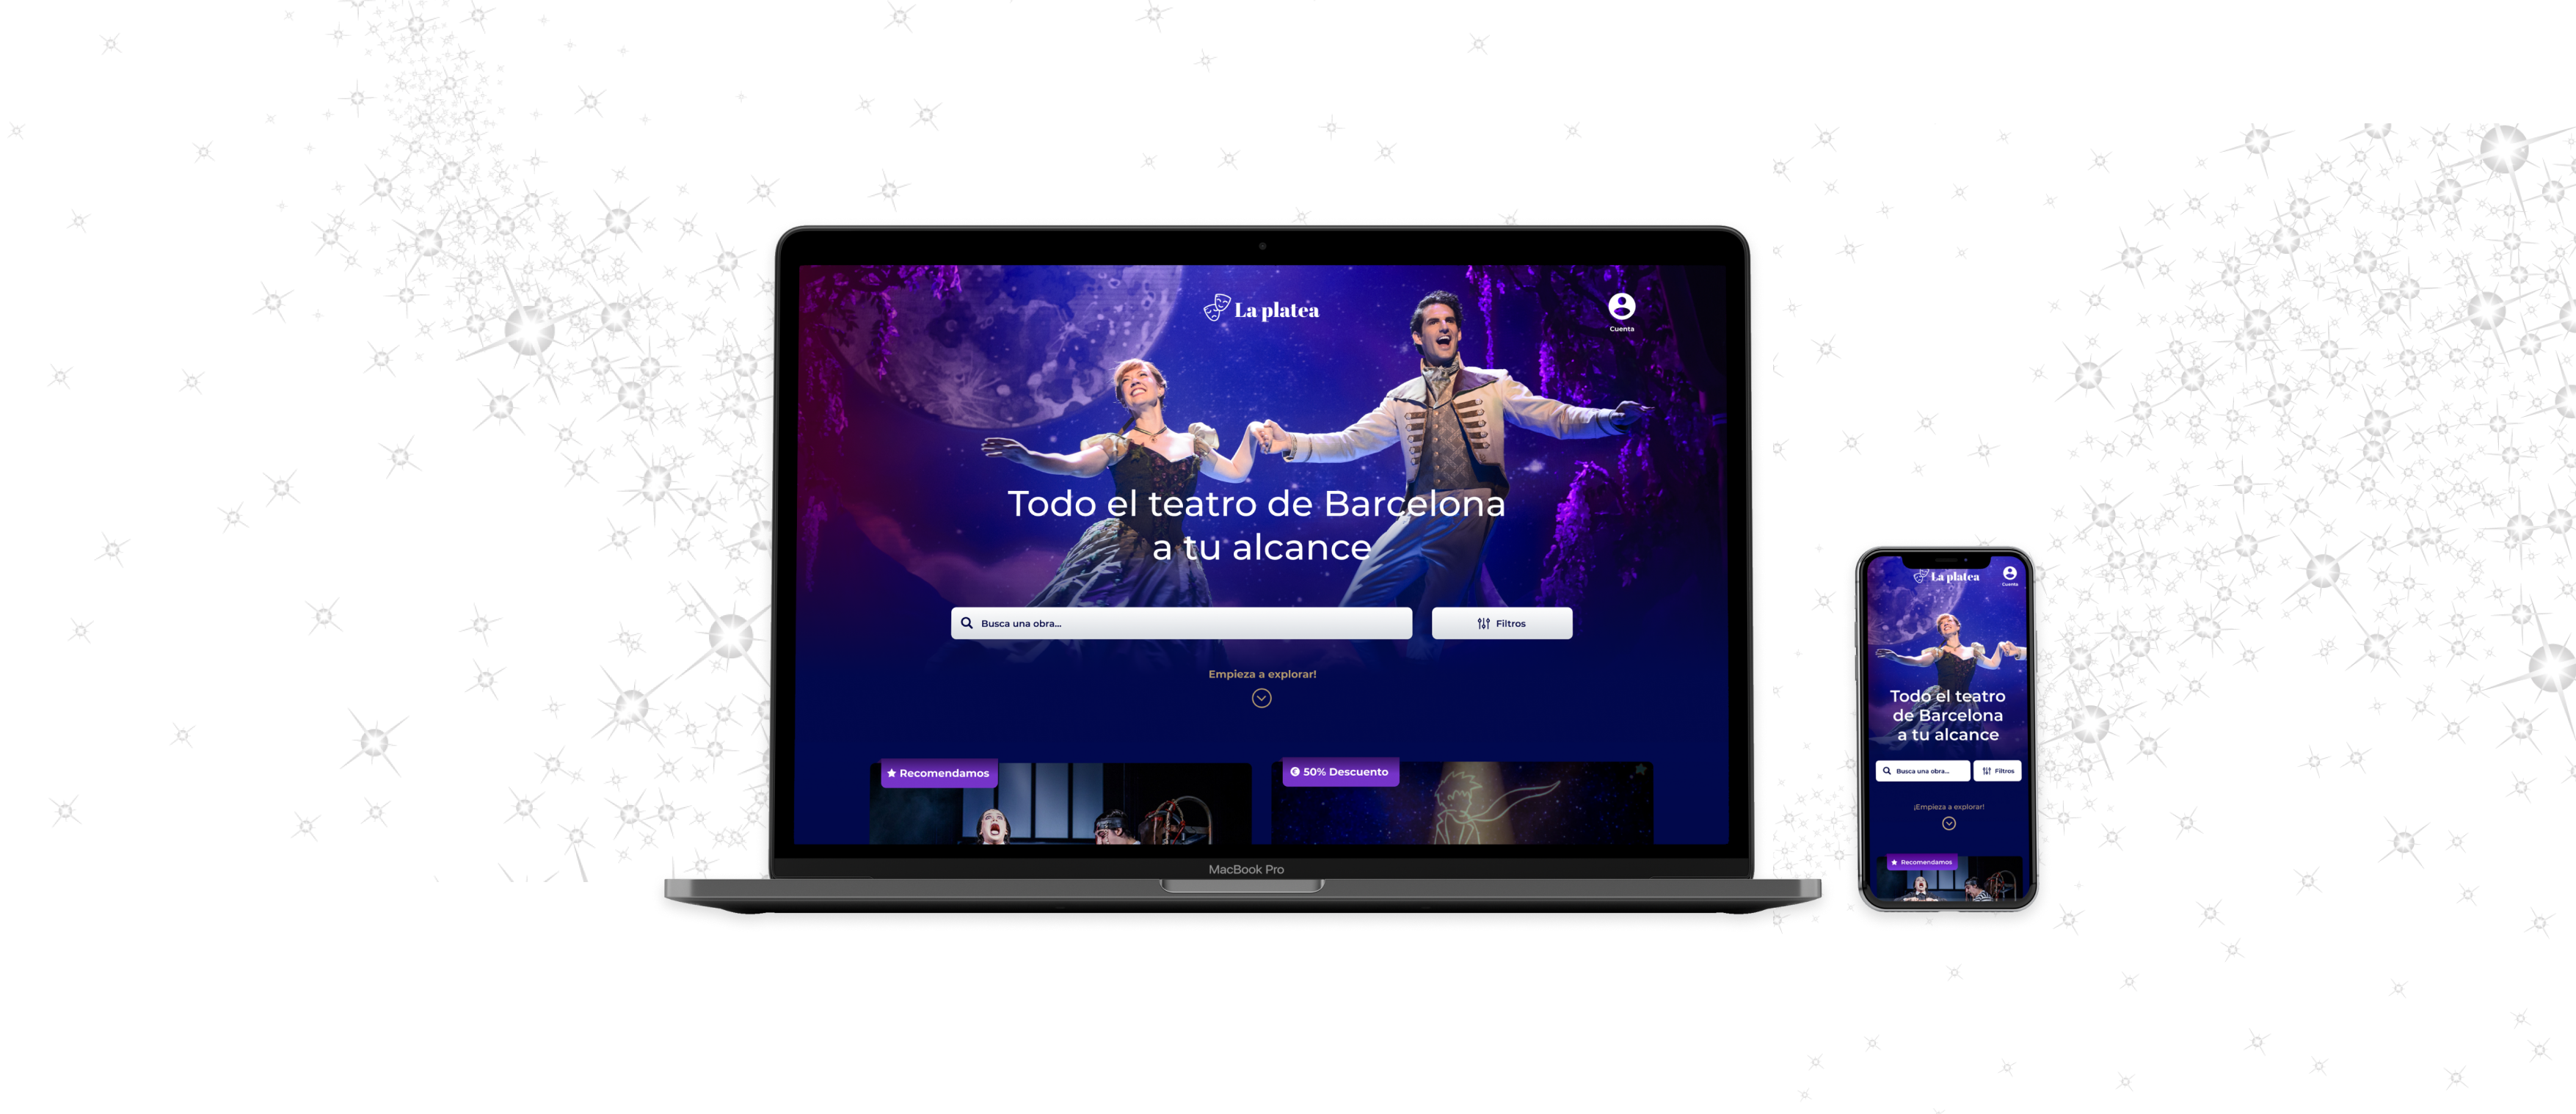 La platea
Cuenta
Todo el teatro de Barcelona
a tu alcance
Busca una obra...
Filtros
Empieza a explorar!
Recomendamos
50% Descuento
MacBook Pro
La platea
Cuenta
Todo el teatro
de Barcelona
a tu alcance
Busca una obra...
Filtros
¡Empieza a explorar!
Recomendamos